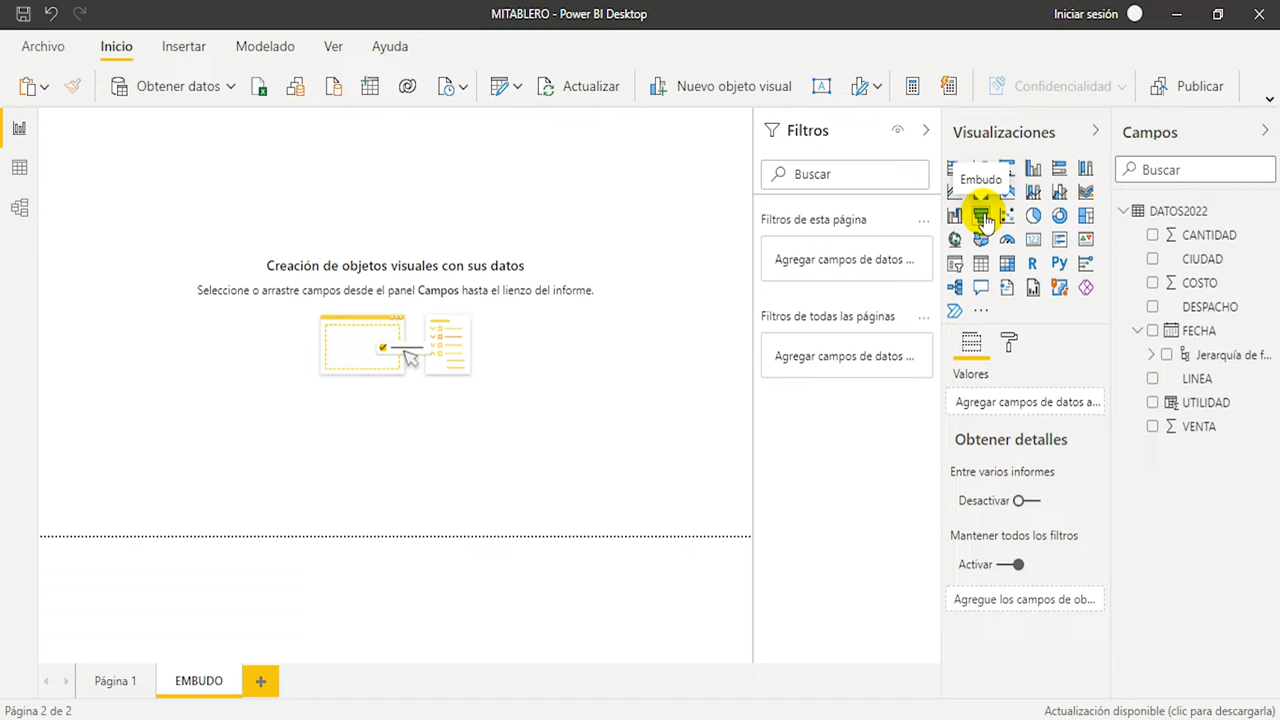 MITABLERO - Power BI Desktop
Iniciar sesión
Archivo
Inicio
Insertar
Modelado
Ver
Ayuda
Obtener datos
Actualizar
Nuevo objeto visual
Confidencialidad
Publicar
Creación de objetos visuales con sus datos
Seleccione o arrastre campos desde el panel Campos hasta el lienzo del informe.
Filtros
Buscar
Filtros de esta página
...
Agregar campos de datos ...
Filtros de todas las páginas
...
Agregar campos de datos ...
Visualizaciones
Embudo
123
R
Py
...
Valores
Agregar campos de datos a...
Obtener detalles
Entre varios informes
Desactivar
Mantener todos los filtros
Activar
Agregue los campos de ob...
Campos
Buscar
DATOS2022
CANTIDAD
CIUDAD
COSTO
DESPACHO
FECHA
Jerarquía de f...
LINEA
UTILIDAD
VENTA
Página 1
EMBUDO
Página 2 de 2
Actualización disponible (clic para descargarla)